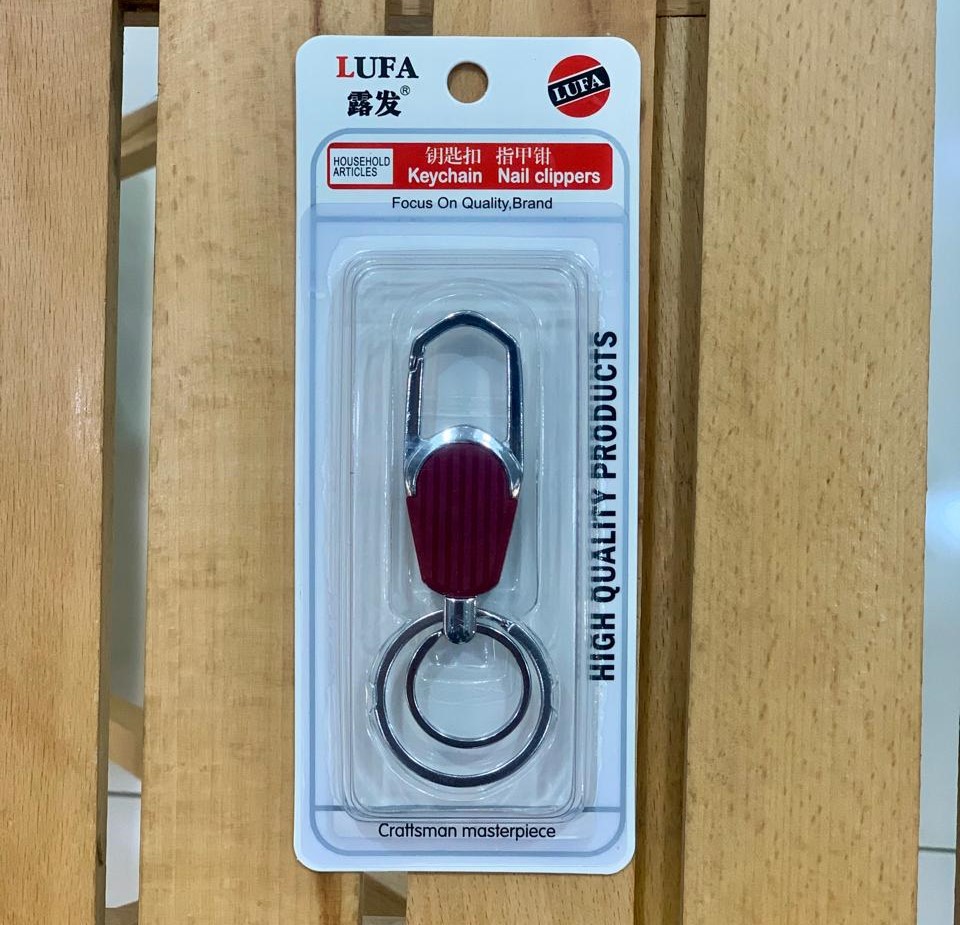 LUFA
露发®
LUFA
HOUSEHOLD
ARTICLES
钥匙扣 指甲钳
Keychain Nail clippers
Focus On Quality,Brand
HIGH QUALITY PRODUCTS
Craftsman masterpiece